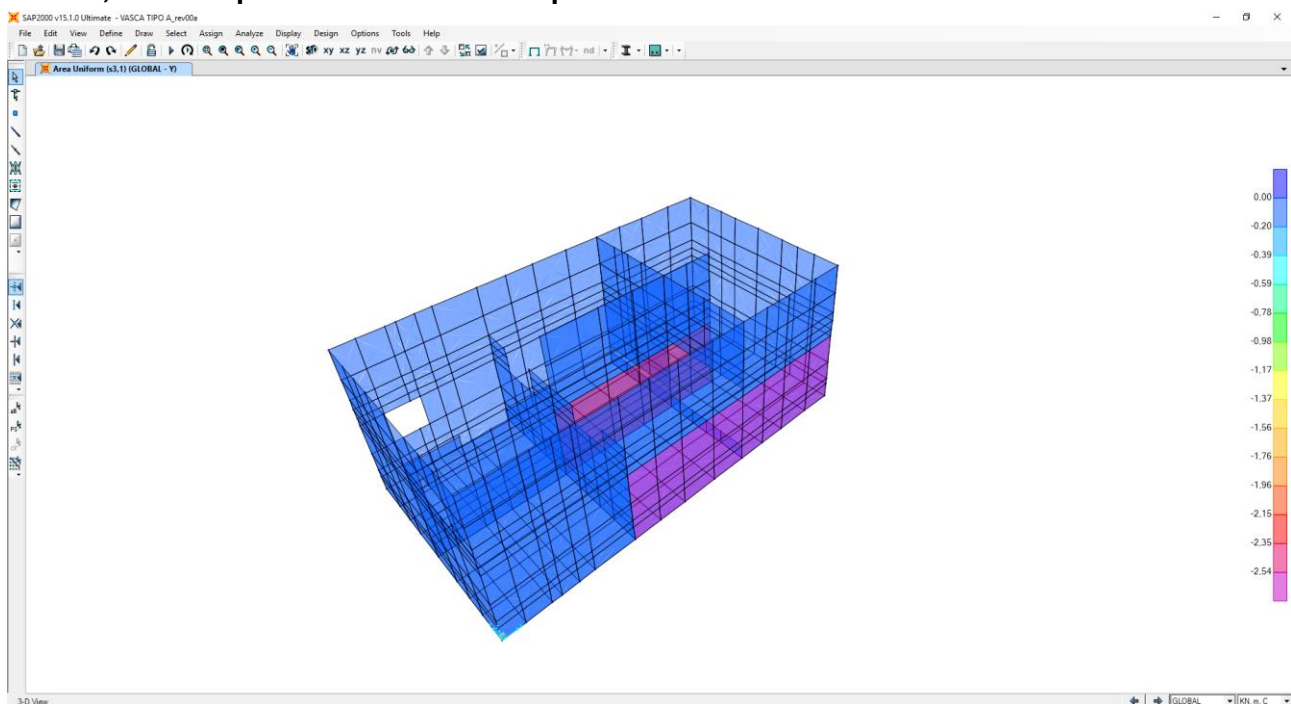 SAP2000 v15.1.0 Ultimate - VASCA TIPO A_rev00a
File Edit View Define Draw Select Assign Analyze Display Design Options Tools Help
xy xz yz nv nd
Area Uniform (s3,1) (GLOBAL - Y)
0.00
-0.20
-0.39
-0.59
-0.78
-0.98
-1.17
-1.37
-1.56
-1.76
-1.96
-2.15
-2.35
-2.54
3-D View
GLOBAL
KN, m, C